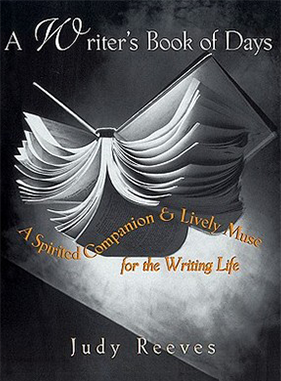 A Writer's Book of Days
A Spirited Companion & Lively Muse
for the Writing Life
Judy Reeves